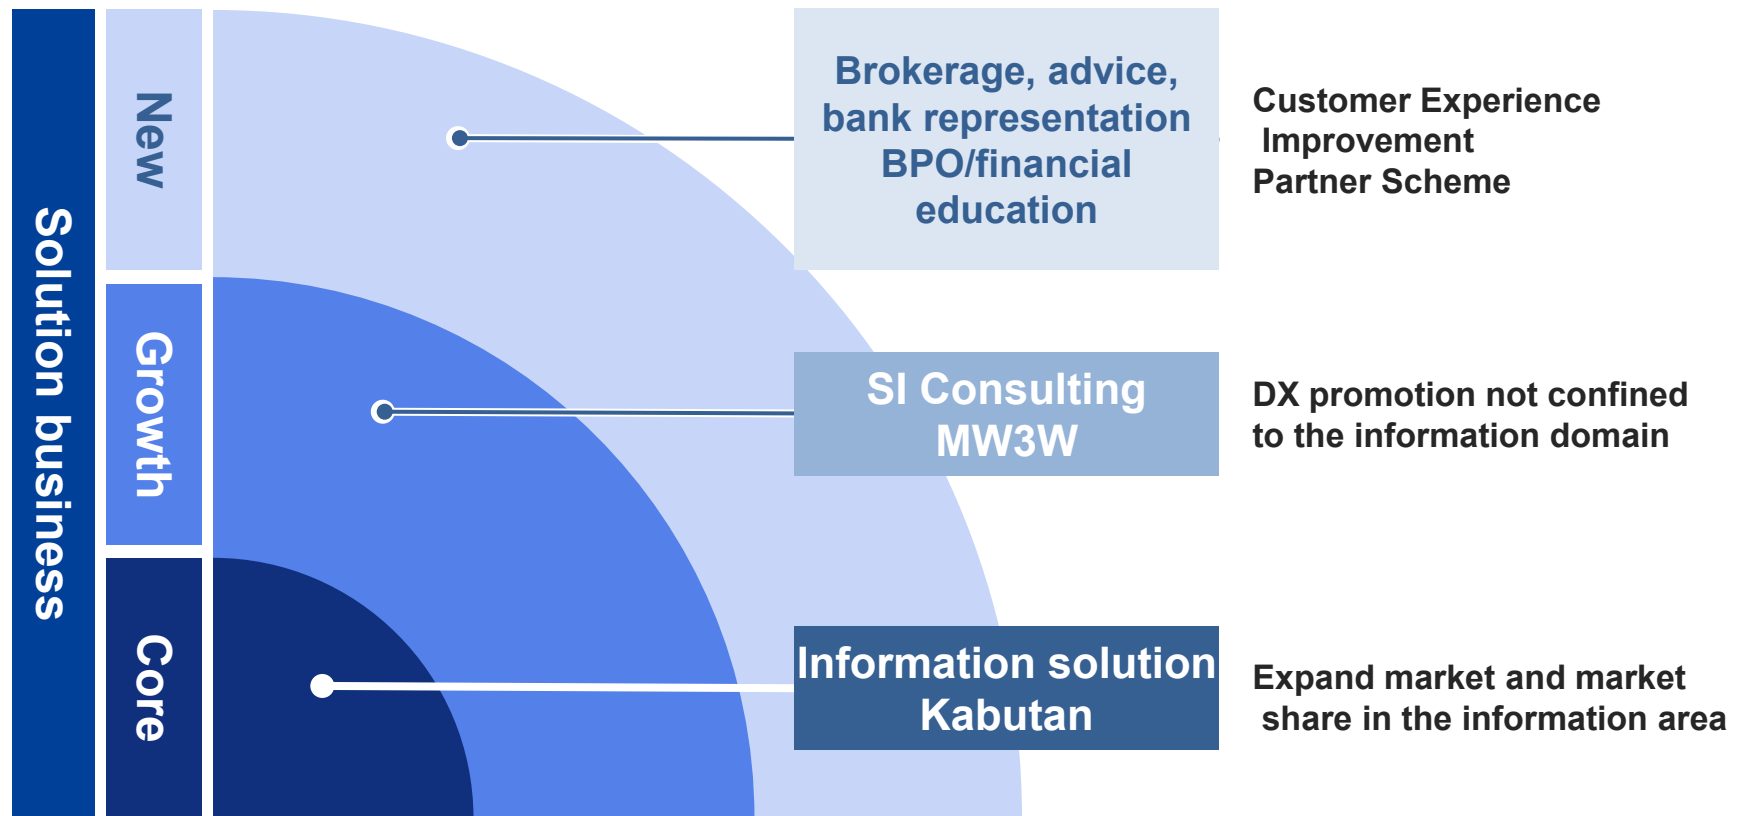 Solution business
New
Brokerage, advice,
bank representation
BPO/financial
education
Customer Experience
Improvement
Partner Scheme
Growth
SI Consulting
MW3W
DX promotion not confined
to the information domain
Core
Information solution
Kabutan
Expand market and market
share in the information area